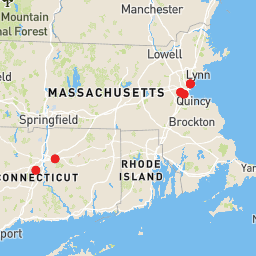 Manchester
Mountain
nal Forest
Lowell
Lynn
MASSACHUSETTS
Quincy
Springfield
Brockton
RHODE
ISLAND
CONNECTICUT
Yar
port